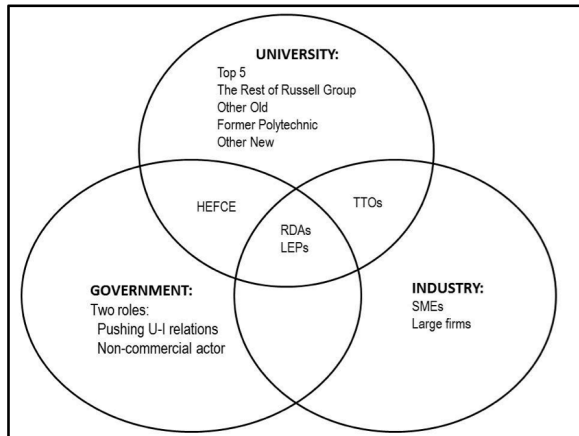 UNIVERSITY:
Top 5
The Rest of Russell Group
Other Old
Former Polytechnic
Other New
HEFCE
TTOs
RDAs
LEPs
GOVERNMENT:
Two roles:
Pushing U-I relations
Non-commercial actor
INDUSTRY:
SMEs
Large firms